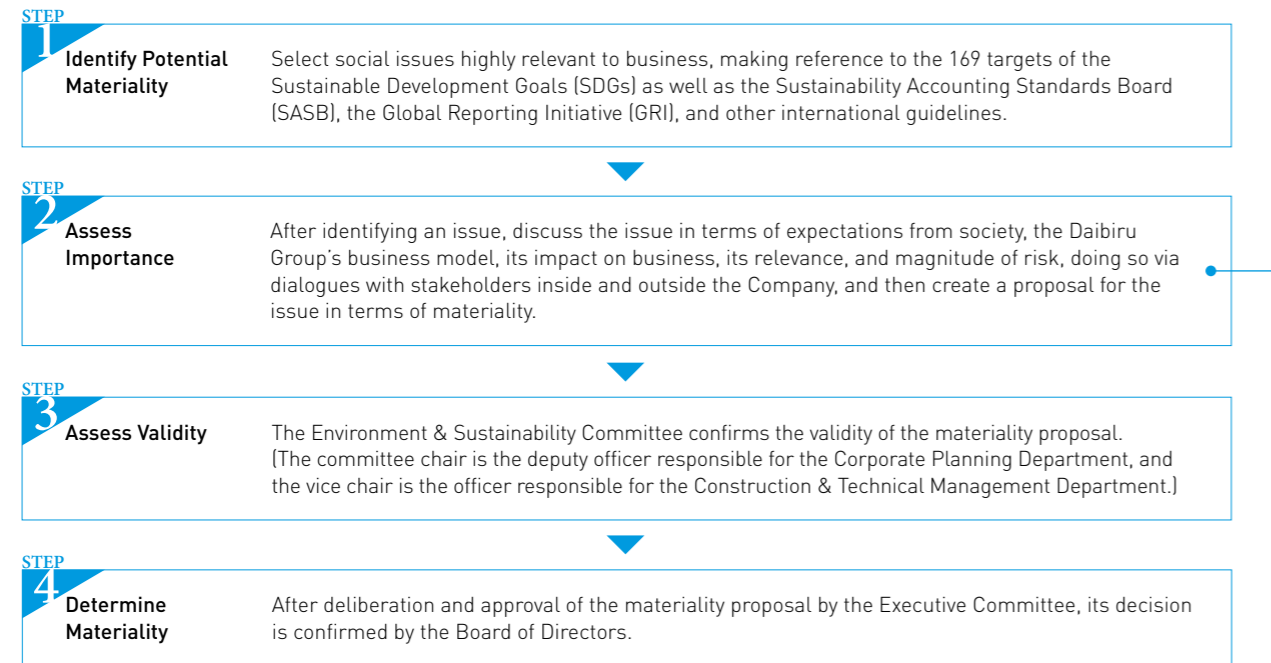 STEP
1
Identify Potential
Materiality
Select social issues highly relevant to business, making reference to the 169 targets of the
Sustainable Development Goals (SDGs) as well as the Sustainability Accounting Standards Board
(SASB), the Global Reporting Initiative (GRI), and other international guidelines.
STEP
2
Assess
Importance
After identifying an issue, discuss the issue in terms of expectations from society, the Daibiru
Group's business model, its impact on business, its relevance, and magnitude of risk, doing so via
dialogues with stakeholders inside and outside the Company, and then create a proposal for the
issue in terms of materiality.
STEP
3
Assess Validity
The Environment & Sustainability Committee confirms the validity of the materiality proposal.
(The committee chair is the deputy officer responsible for the Corporate Planning Department, and
the vice chair is the officer responsible for the Construction & Technical Management Department.)
STEP
4
Determine
Materiality
After deliberation and approval of the materiality proposal by the Executive Committee, its decision
is confirmed by the Board of Directors.